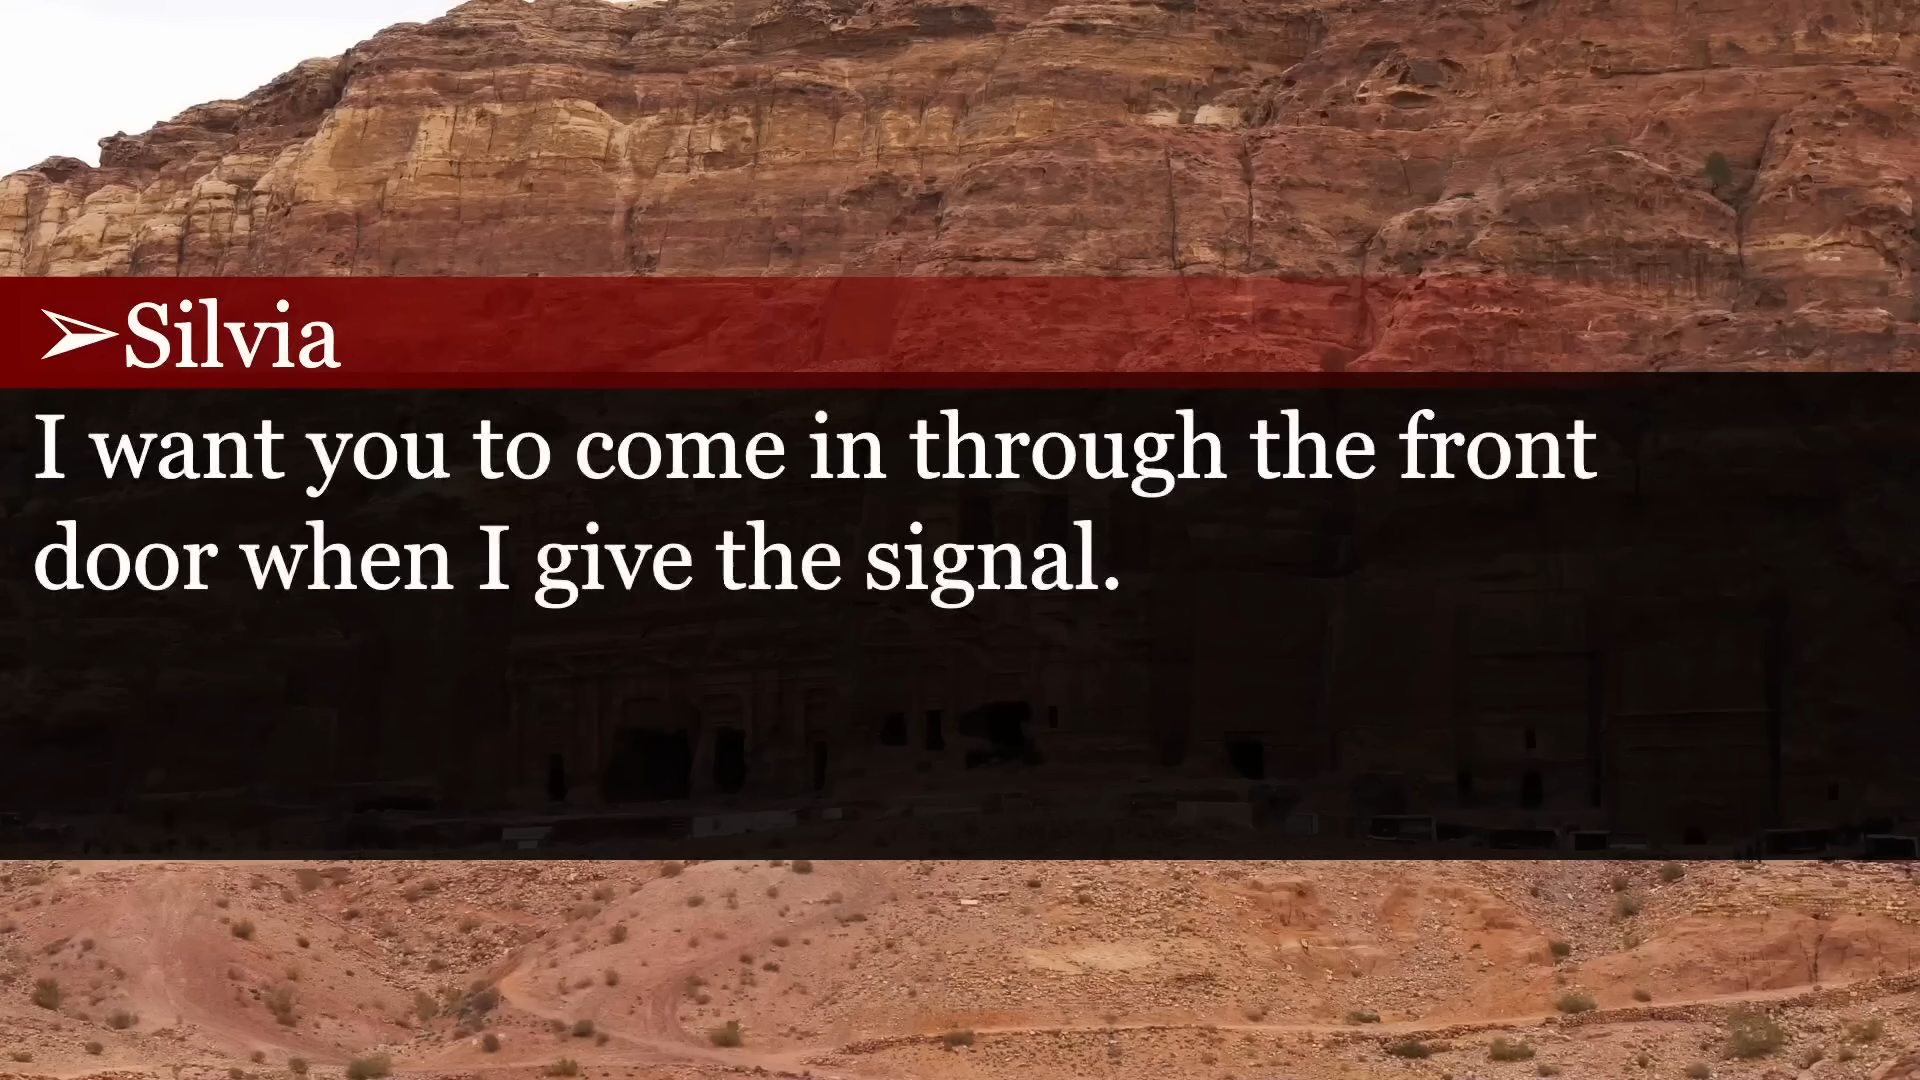 ➢Silvia
I want you to come in through the front
door when I give the signal.